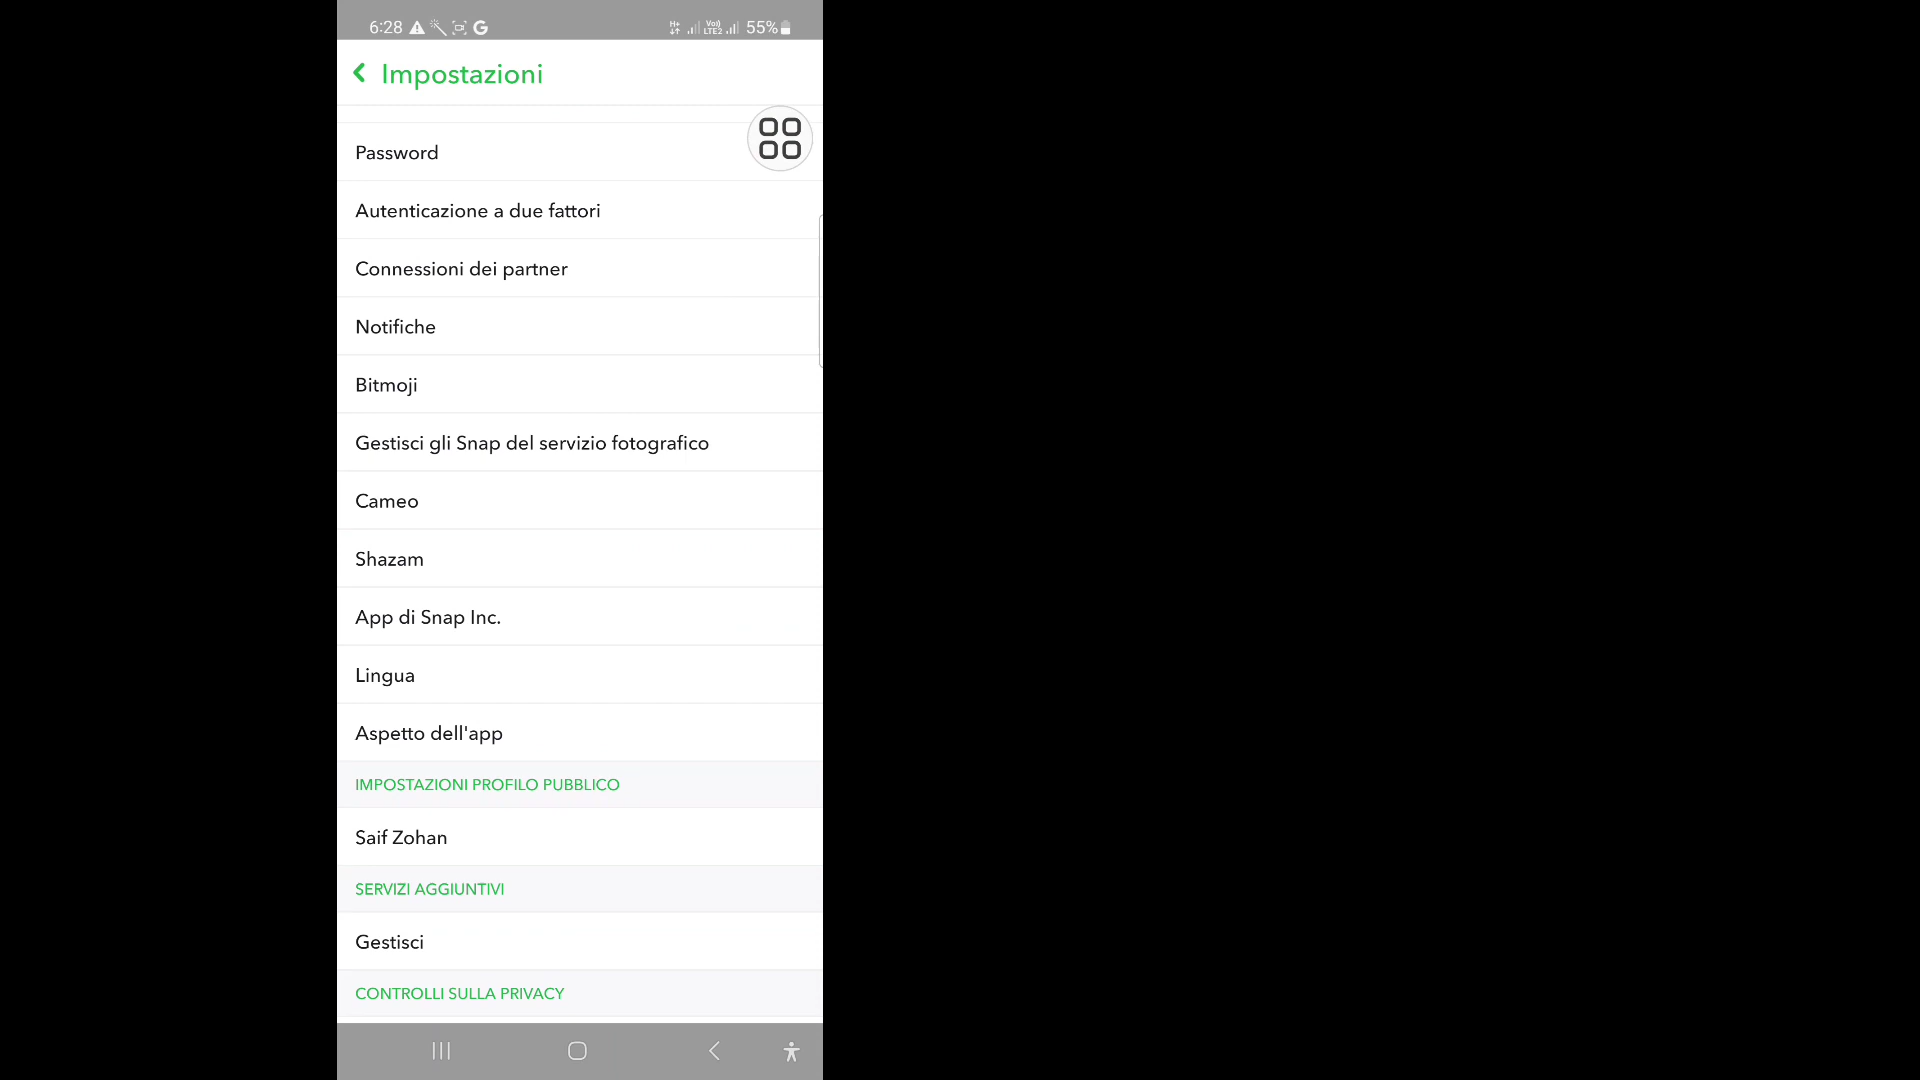 6:28 G H+ Vo)) LTE2 55%
Impostazioni
Password
Autenticazione a due fattori
Connessioni dei partner
Notifiche
Bitmoji
Gestisci gli Snap del servizio fotografico
Cameo
Shazam
App di Snap Inc.
Lingua
Aspetto dell'app
IMPOSTAZIONI PROFILO PUBBLICO
Saif Zohan
SERVIZI AGGIUNTIVI
Gestisci
CONTROLLI SULLA PRIVACY